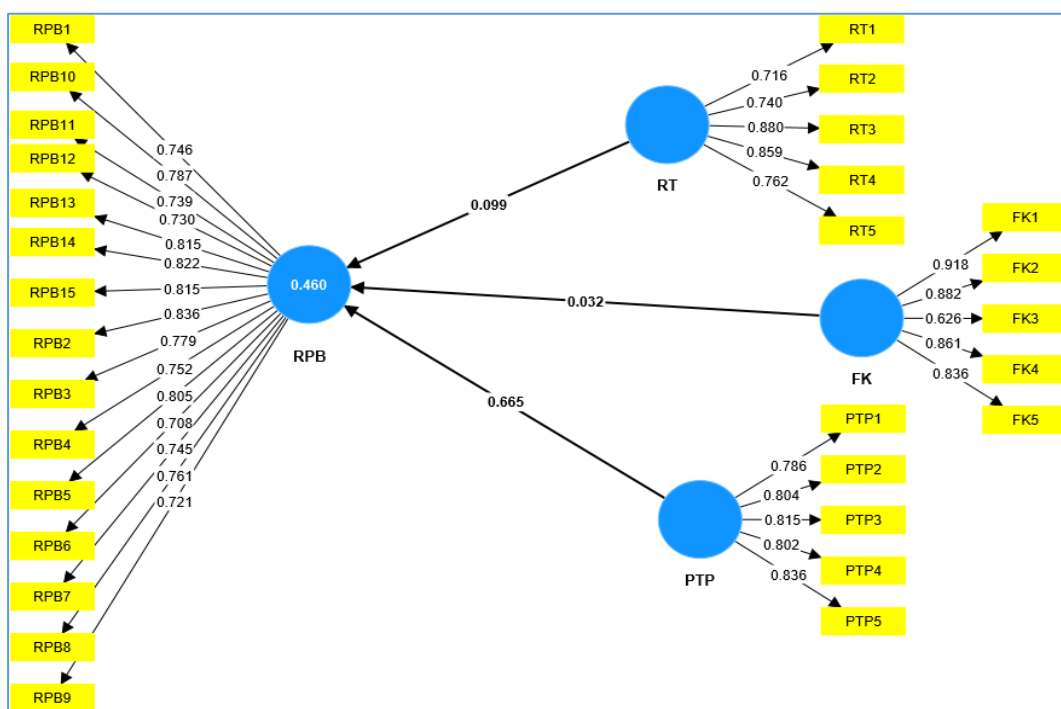 RPB1
RPB10
RPB11
RPB12
RPB13
RPB14
RPB15
RPB2
RPB3
RPB4
RPB5
RPB6
RPB7
RPB8
RPB9
0.746
0.787
0.739
0.730
0.815
0.822
0.815
0.836
0.779
0.752
0.805
0.708
0.745
0.761
0.721
0.460
RPB
0.099
0.032
0.665
RT
0.716
0.740
0.880
0.859
0.762
RT1
RT2
RT3
RT4
RT5
FK
0.918
0.882
0.626
0.861
0.836
FK1
FK2
FK3
FK4
FK5
PTP
0.786
0.804
0.815
0.802
0.836
PTP1
PTP2
PTP3
PTP4
PTP5